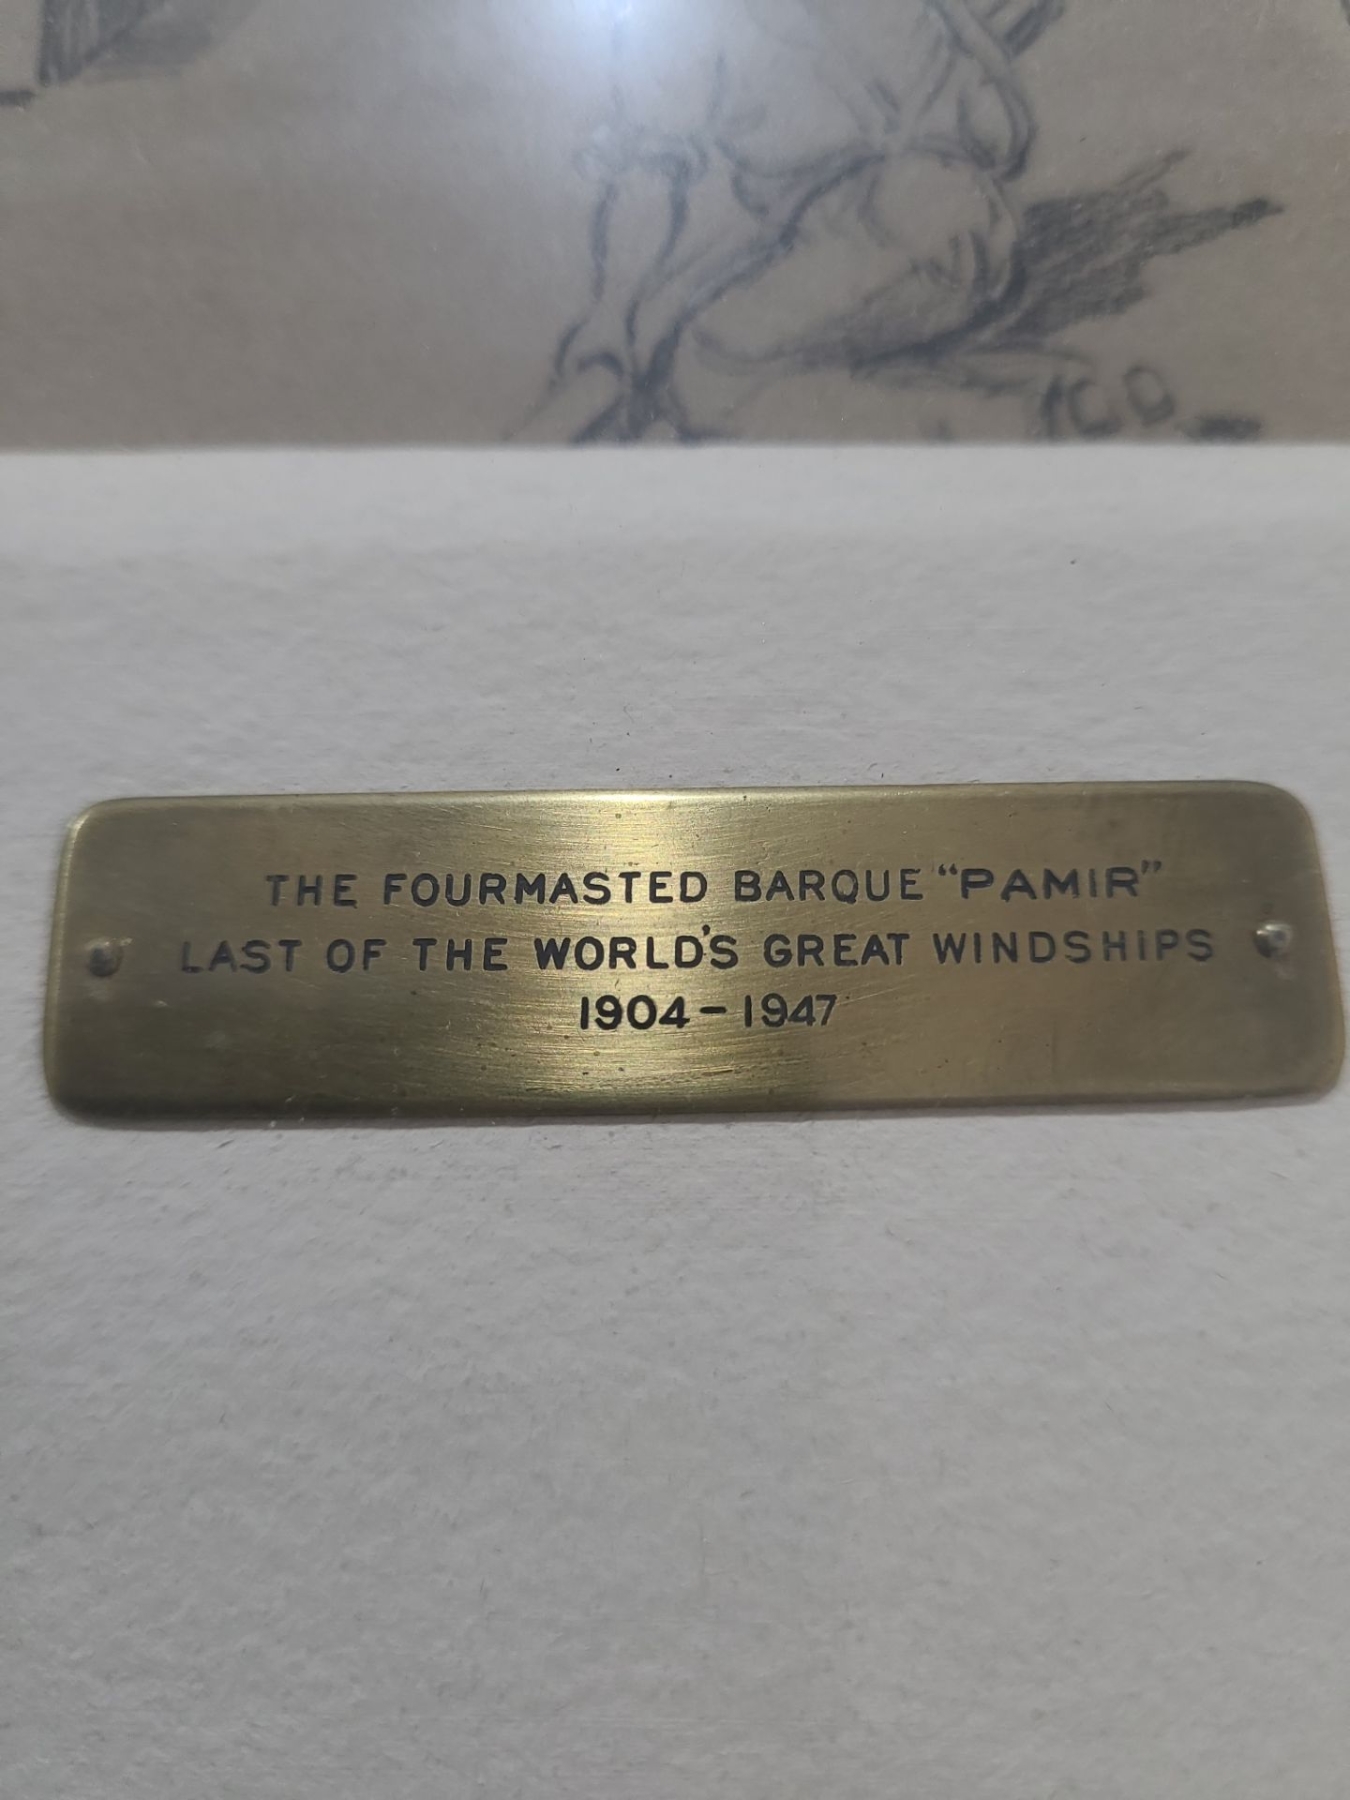 THE FOURMASTED BARQUE "PAMIR"
LAST OF THE WORLD'S GREAT WINDSHIPS
1904-1947